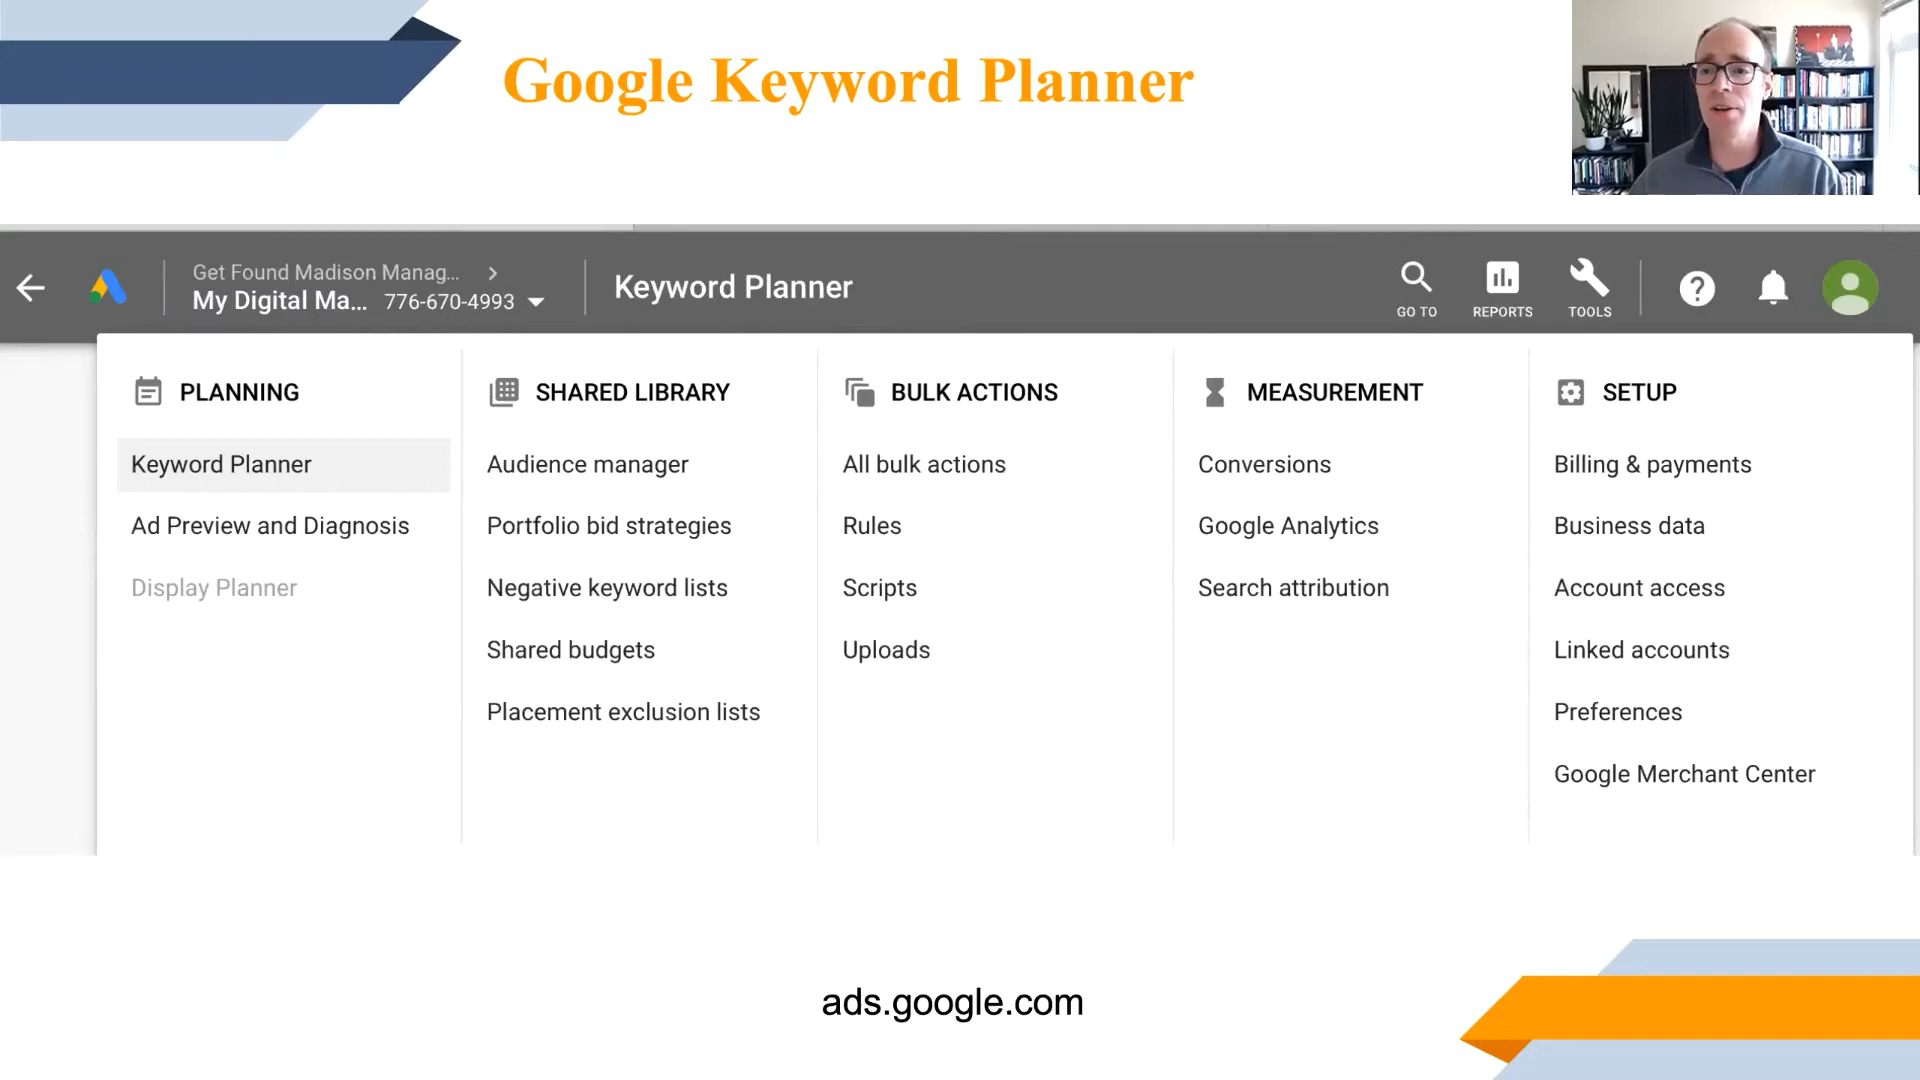 Google Keyword Planner
Get Found Madison Manag...
My Digital Ma... 776-670-4993
Keyword Planner
GO TO
REPORTS
TOOLS
PLANNING
Keyword Planner
Ad Preview and Diagnosis
Display Planner
SHARED LIBRARY
Audience manager
Portfolio bid strategies
Negative keyword lists
Shared budgets
Placement exclusion lists
BULK ACTIONS
All bulk actions
Rules
Scripts
Uploads
MEASUREMENT
Conversions
Google Analytics
Search attribution
SETUP
Billing & payments
Business data
Account access
Linked accounts
Preferences
Google Merchant Center
ads.google.com